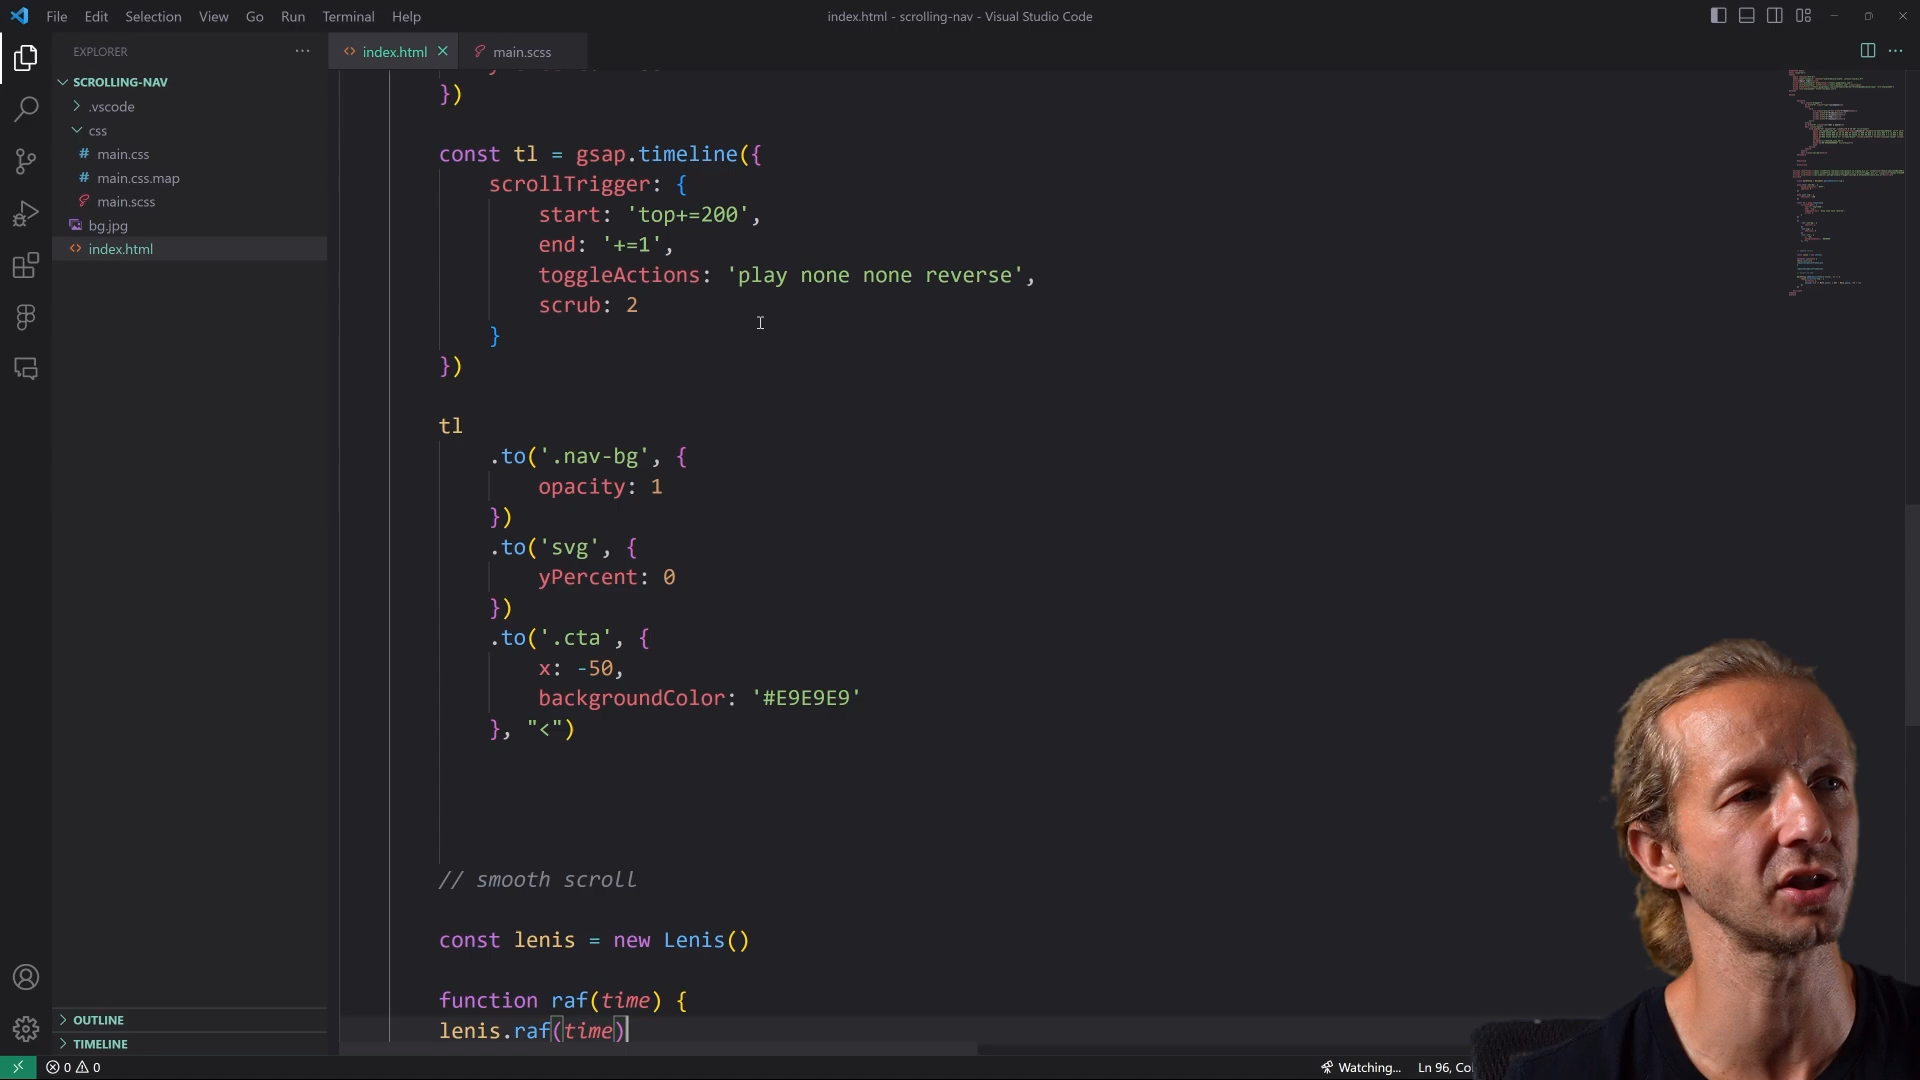 File Edit Selection View Go Run Terminal Help
index.html - scrolling-nav - Visual Studio Code
EXPLORER
index.html
main.scss
SCROLLING-NAV
.vscode
css
# main.css
# main.css.map
main.scss
bg.jpg
<> index.html
})
const tl = gsap.timeline({
scrollTrigger: {
start: 'top+=200',
end: '+=1',
toggleActions: 'play none none reverse',
scrub: 2
}
})
tl
.to('.nav-bg', {
opacity: 1
})
.to('svg', {
yPercent: 0
})
.to('.cta', {
x: -50,
backgroundColor: '#E9E9E9'
}, "<")
// smooth scroll
const lenis = new Lenis()
function raf(time) {
lenis.raf(time)
OUTLINE
TIMELINE
0 0
Watching...
Ln 96, Co